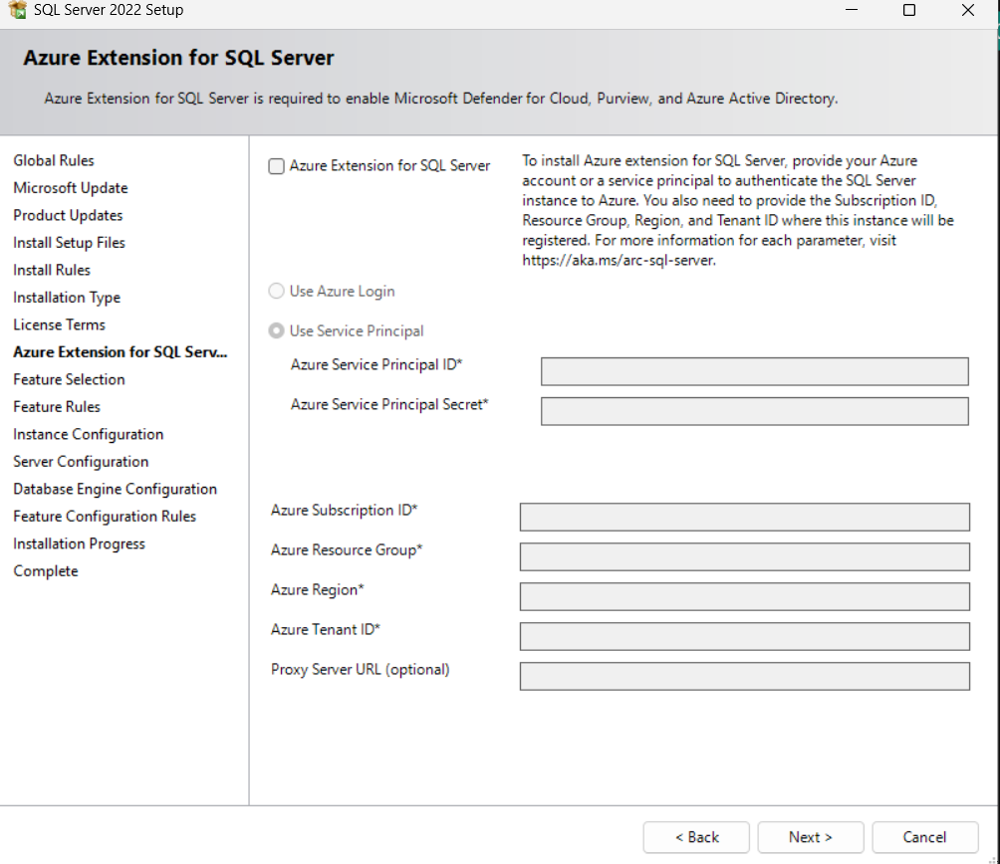 SQL Server 2022 Setup
Azure Extension for SQL Server
Azure Extension for SQL Server is required to enable Microsoft Defender for Cloud, Purview, and Azure Active Directory.
Global Rules
Microsoft Update
Product Updates
Install Setup Files
Install Rules
Installation Type
License Terms
Azure Extension for SQL Serv...
Feature Selection
Feature Rules
Instance Configuration
Server Configuration
Database Engine Configuration
Feature Configuration Rules
Installation Progress
Complete
Azure Extension for SQL Server
To install Azure extension for SQL Server, provide your Azure
account or a service principal to authenticate the SQL Server
instance to Azure. You also need to provide the Subscription ID,
Resource Group, Region, and Tenant ID where this instance will be
registered. For more information for each parameter, visit
https://aka.ms/arc-sql-server.
Use Azure Login
Use Service Principal
Azure Service Principal ID*
Azure Service Principal Secret*
Azure Subscription ID*
Azure Resource Group*
Azure Region*
Azure Tenant ID*
Proxy Server URL (optional)
< Back
Next >
Cancel